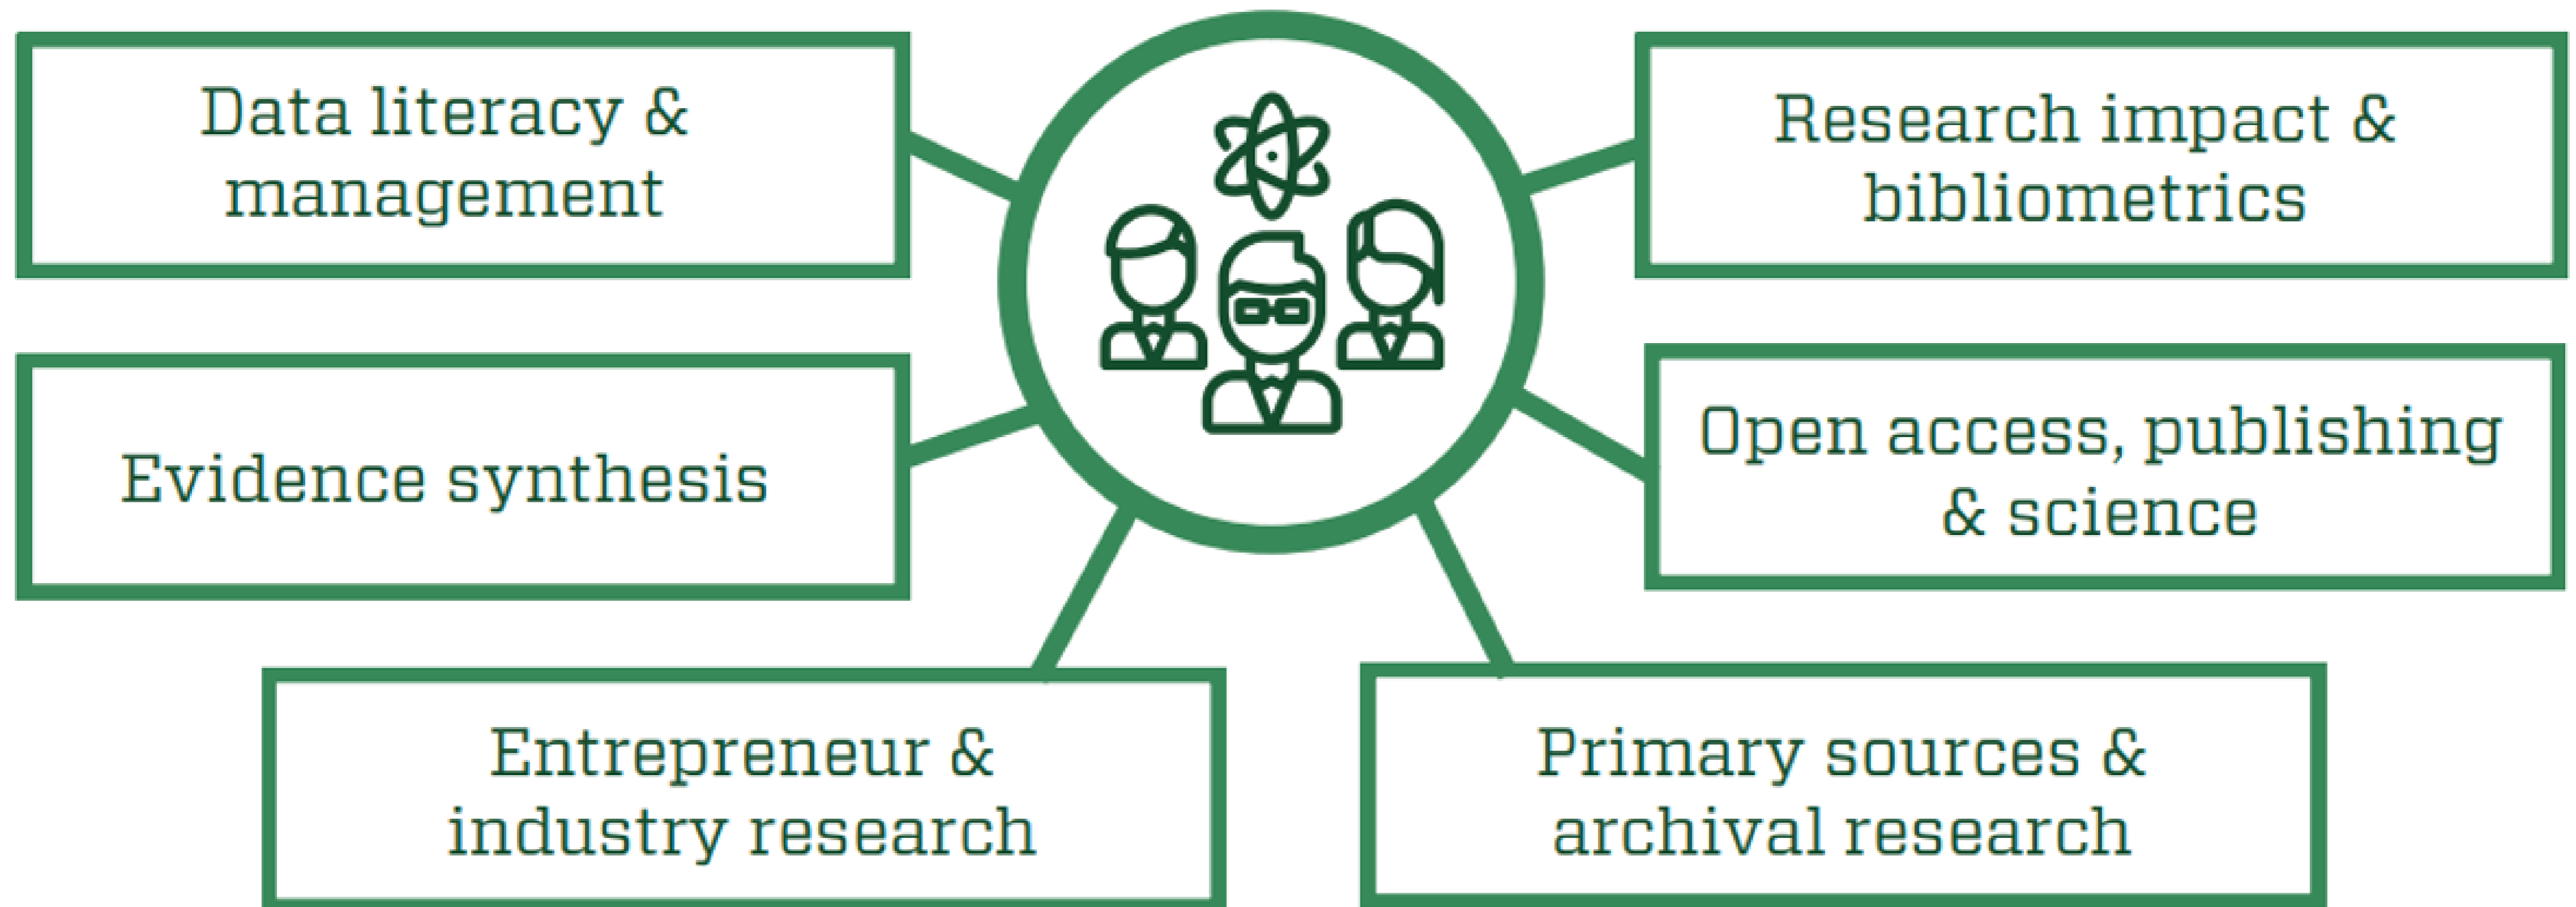 Data literacy &
management
Research impact &
bibliometrics
Evidence synthesis
Open access, publishing
& science
Entrepreneur &
industry research
Primary sources &
archival research